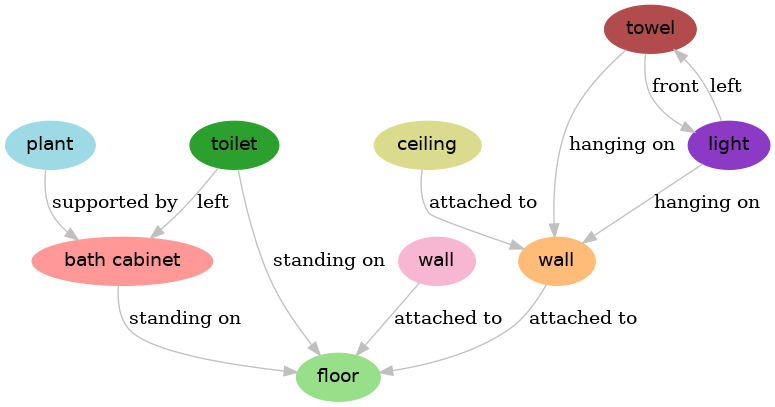 towel
front
left
plant
toilet
ceiling
hanging on
light
supported by
left
attached to
hanging on
bath cabinet
standing on
wall
wall
standing on
attached to
attached to
floor